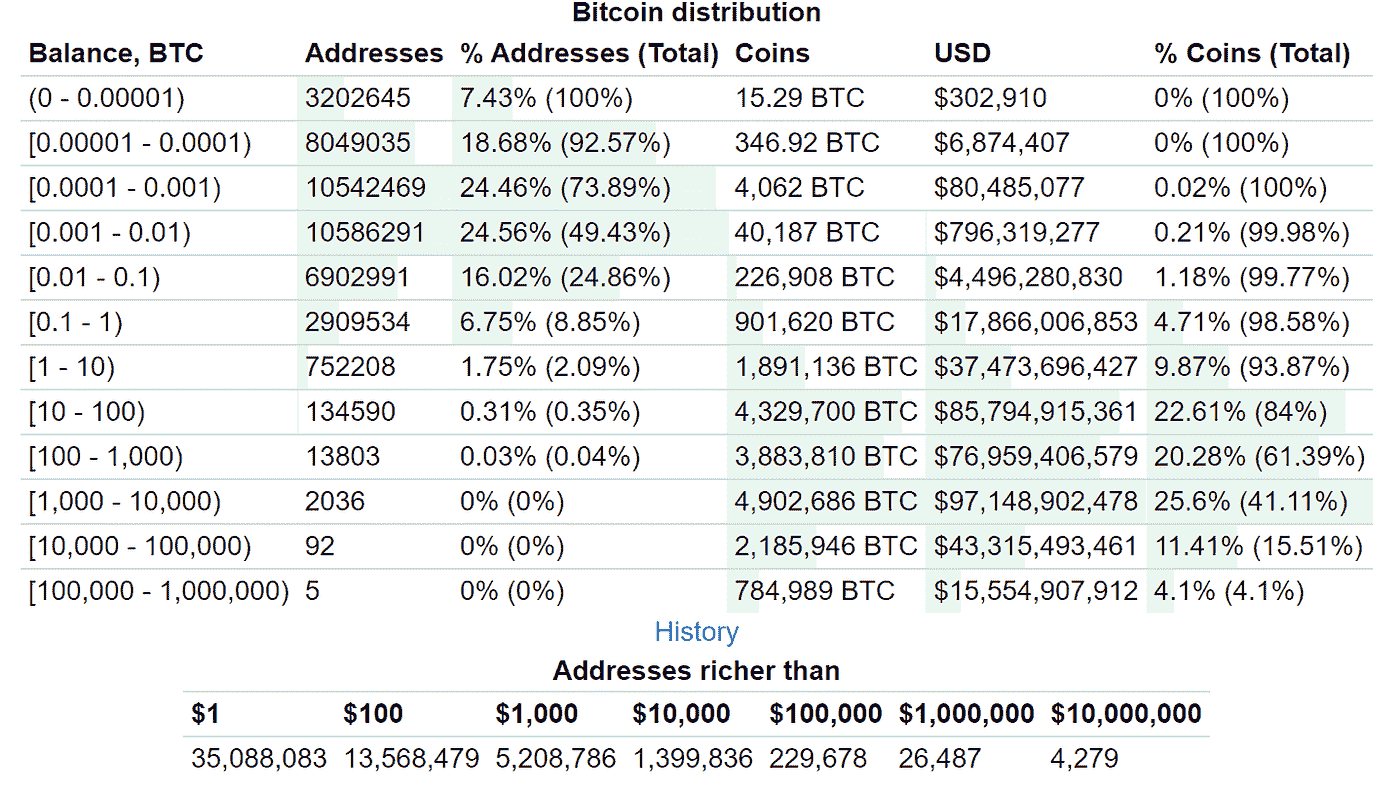 Bitcoin distribution
Balance, BTC Addresses % Addresses (Total) Coins USD % Coins (Total)
(0 - 0.00001) 3202645 7.43% (100%) 15.29 BTC $302,910 0% (100%)
[0.00001 - 0.0001) 8049035 18.68% (92.57%) 346.92 BTC $6,874,407 0% (100%)
[0.0001 - 0.001) 10542469 24.46% (73.89%) 4,062 BTC $80,485,077 0.02% (100%)
[0.001 - 0.01) 10586291 24.56% (49.43%) 40,187 BTC $796,319,277 0.21% (99.98%)
[0.01 - 0.1) 6902991 16.02% (24.86%) 226,908 BTC $4,496,280,830 1.18% (99.77%)
[0.1 - 1) 2909534 6.75% (8.85%) 901,620 BTC $17,866,006,853 4.71% (98.58%)
[1 - 10) 752208 1.75% (2.09%) 1,891,136 BTC $37,473,696,427 9.87% (93.87%)
[10 - 100) 134590 0.31% (0.35%) 4,329,700 BTC $85,794,915,361 22.61% (84%)
[100 - 1,000) 13803 0.03% (0.04%) 3,883,810 BTC $76,959,406,579 20.28% (61.39%)
[1,000 - 10,000) 2036 0% (0%) 4,902,686 BTC $97,148,902,478 25.6% (41.11%)
[10,000 - 100,000) 92 0% (0%) 2,185,946 BTC $43,315,493,461 11.41% (15.51%)
[100,000 - 1,000,000) 5 0% (0%) 784,989 BTC $15,554,907,912 4.1% (4.1%)
History
Addresses richer than
$1 $100 $1,000 $10,000 $100,000 $1,000,000 $10,000,000
35,088,083 13,568,479 5,208,786 1,399,836 229,678 26,487 4,279